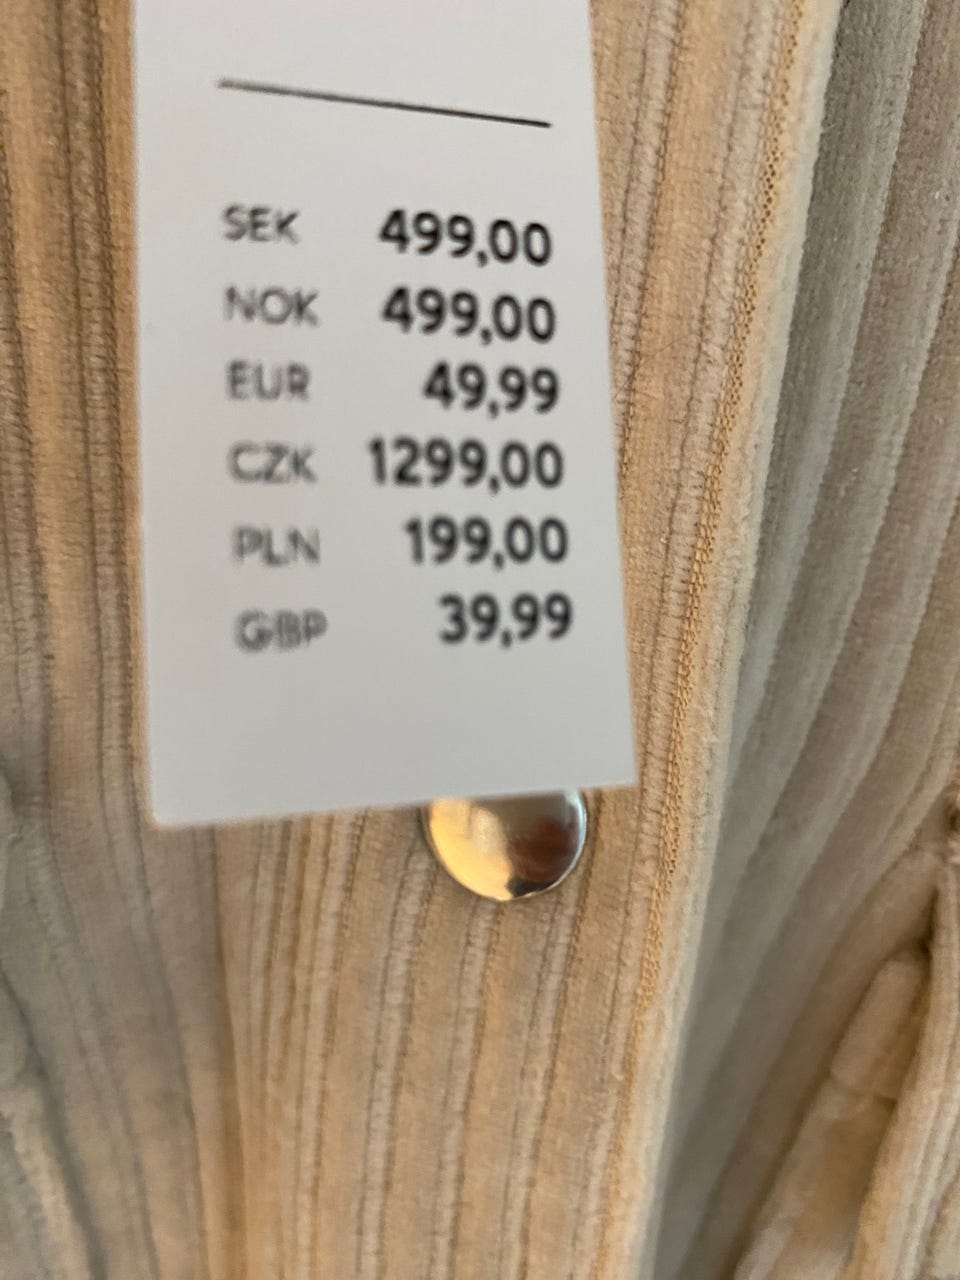 SEK 499,00
NOK 499,00
EUR 49,99
CZK 1299,00
PLN 199,00
GBP 39,99